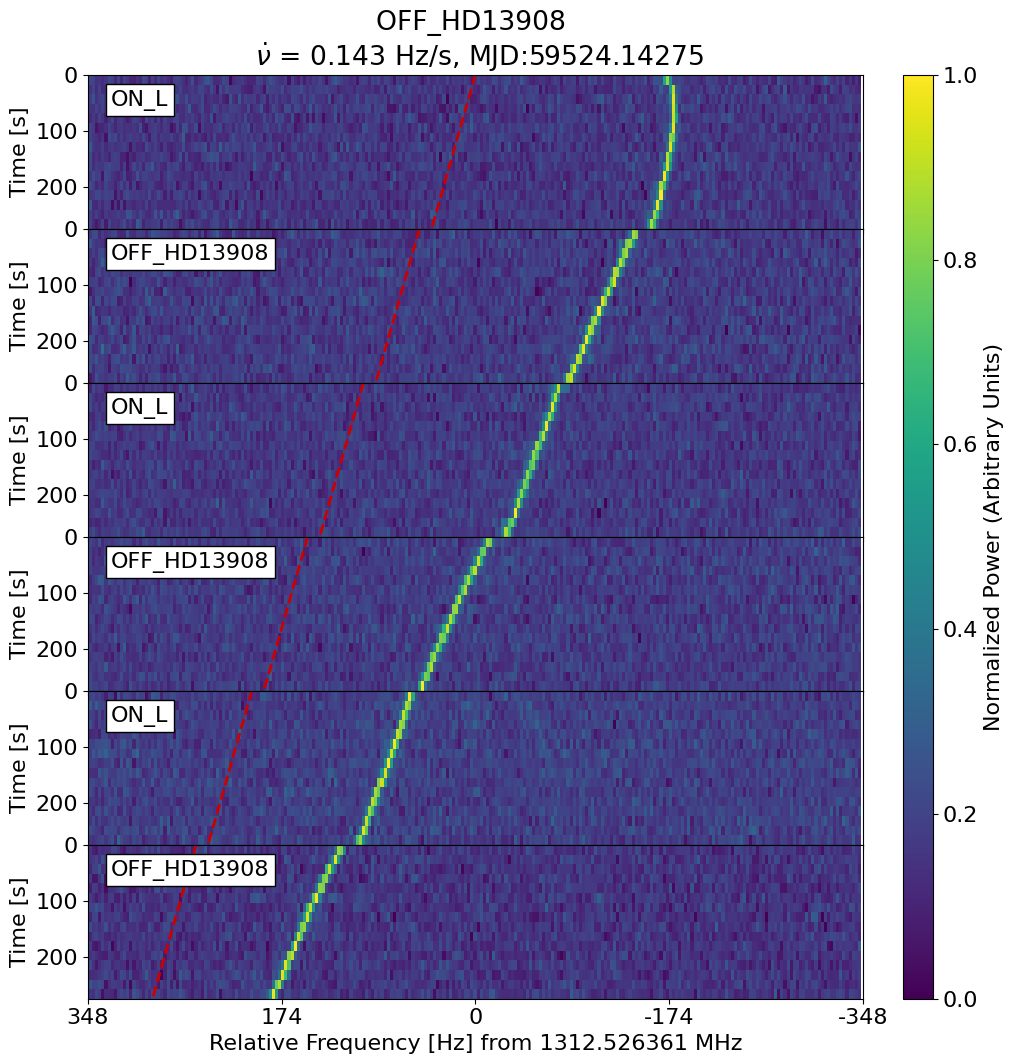 OFF_HD13908
ν̇ = 0.143 Hz/s, MJD:59524.14275
0
ON_L
100
200
Time [s]
0
OFF_HD13908
100
200
Time [s]
0
ON_L
100
200
Time [s]
0
OFF_HD13908
100
200
Time [s]
0
ON_L
100
200
Time [s]
0
OFF_HD13908
100
200
Time [s]
348 174 0 -174 -348
Relative Frequency [Hz] from 1312.526361 MHz
1.0
0.8
0.6
0.4
0.2
0.0
Normalized Power (Arbitrary Units)